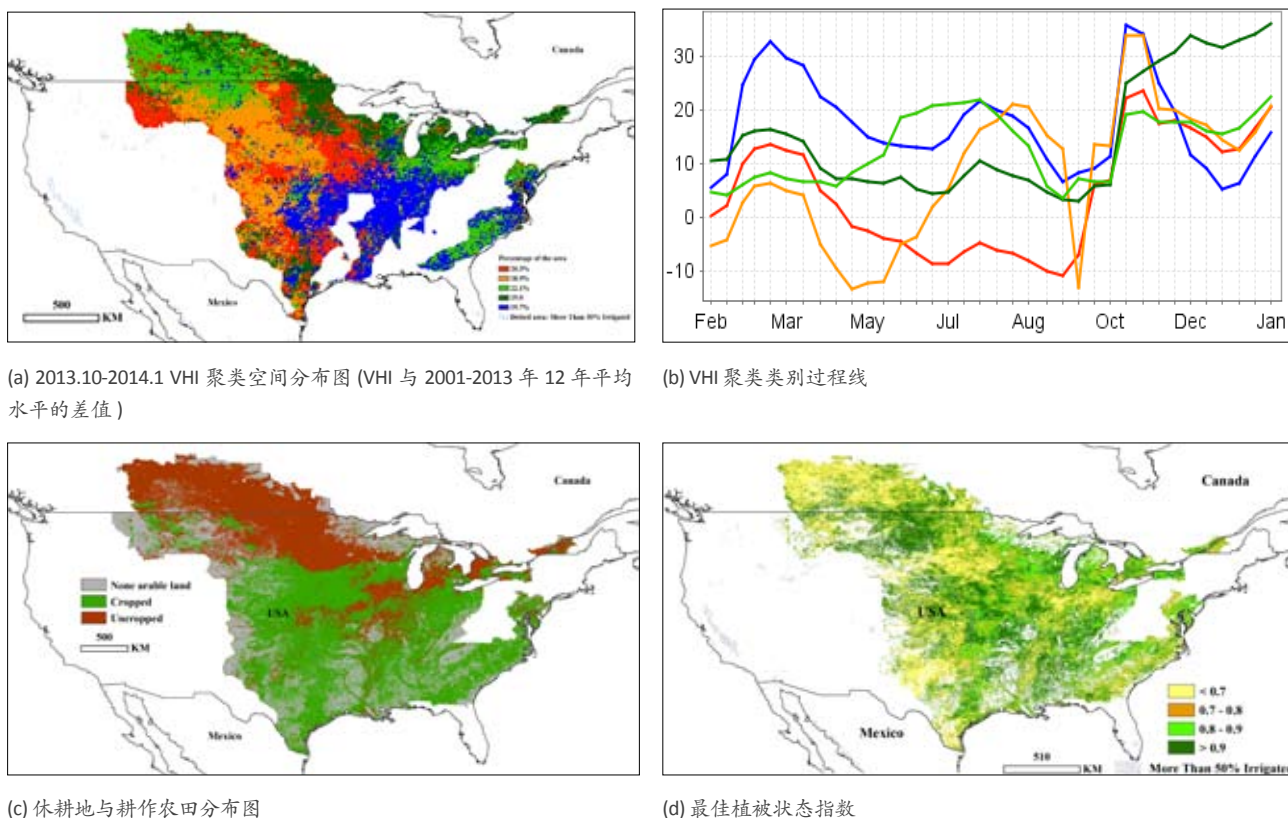 Canada
Percentage of the area
22.1%
Dotted area: More Than 50% Irrigated
500
KM
Mexico
30
20
10
0
-10
Feb Mar May Jul Aug Oct Dec Jan
(a) 2013.10-2014.1 VHI 聚类空间分布图 (VHI 与 2001-2013 年 12 年平均
水平的差值 )
(b) VHI 聚类类别过程线
Canada
None arable land
Cropped
Uncropped
USA
500
KM
Mexico
Canada
USA
< 0.7
0.7 - 0.8
0.8 - 0.9
> 0.9
Mexico
510
KM
More Than 50% Irrigated
(c) 休耕地与耕作农田分布图
(d) 最佳植被状态指数